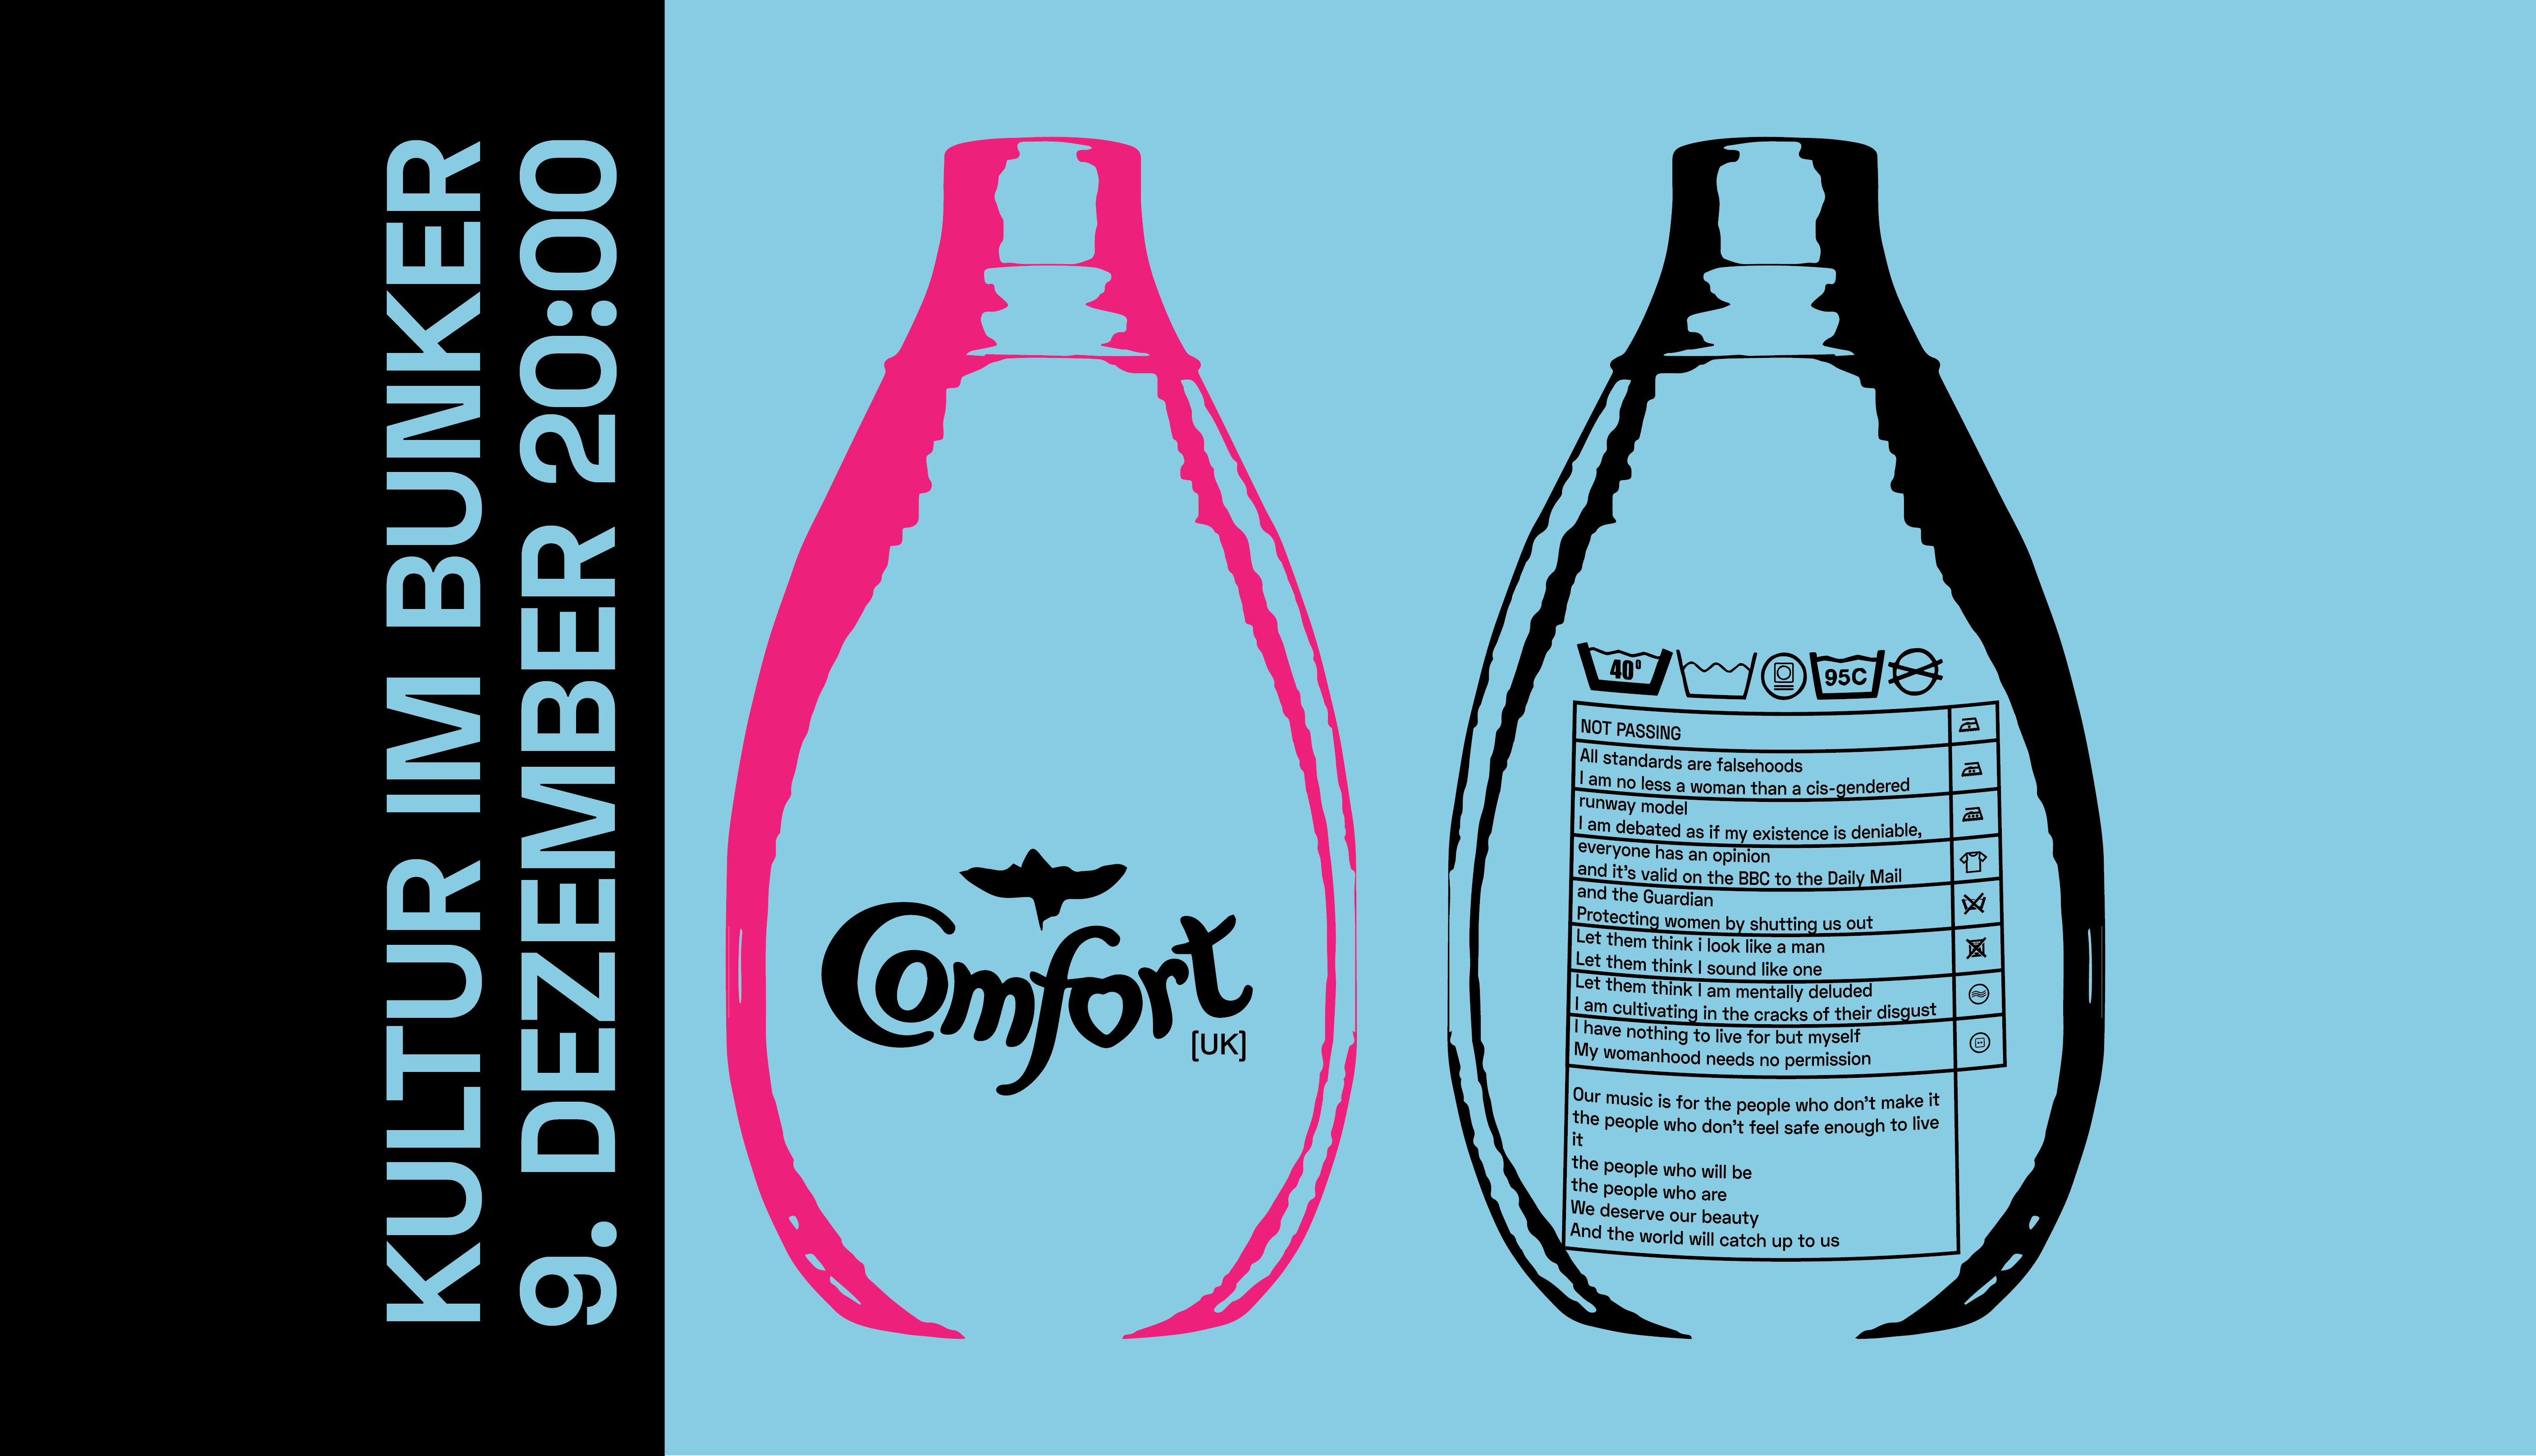 KULTUR IM BUNKER
9. DEZEMBER 20:00
Comfort
[UK]
40°
95C
NOT PASSING
All standards are falsehoods
I am no less a woman than a cis-gendered
runway model
I am debated as if my existence is deniable,
everyone has an opinion
and it's valid on the BBC to the Daily Mail
and the Guardian
Protecting women by shutting us out
Let them think i look like a man
Let them think I sound like one
Let them think I am mentally deluded
I am cultivating in the cracks of their disgust
I have nothing to live for but myself
My womanhood needs no permission
Our music is for the people who don't make it
the people who don't feel safe enough to live
it
the people who will be
the people who are
We deserve our beauty
And the world will catch up to us